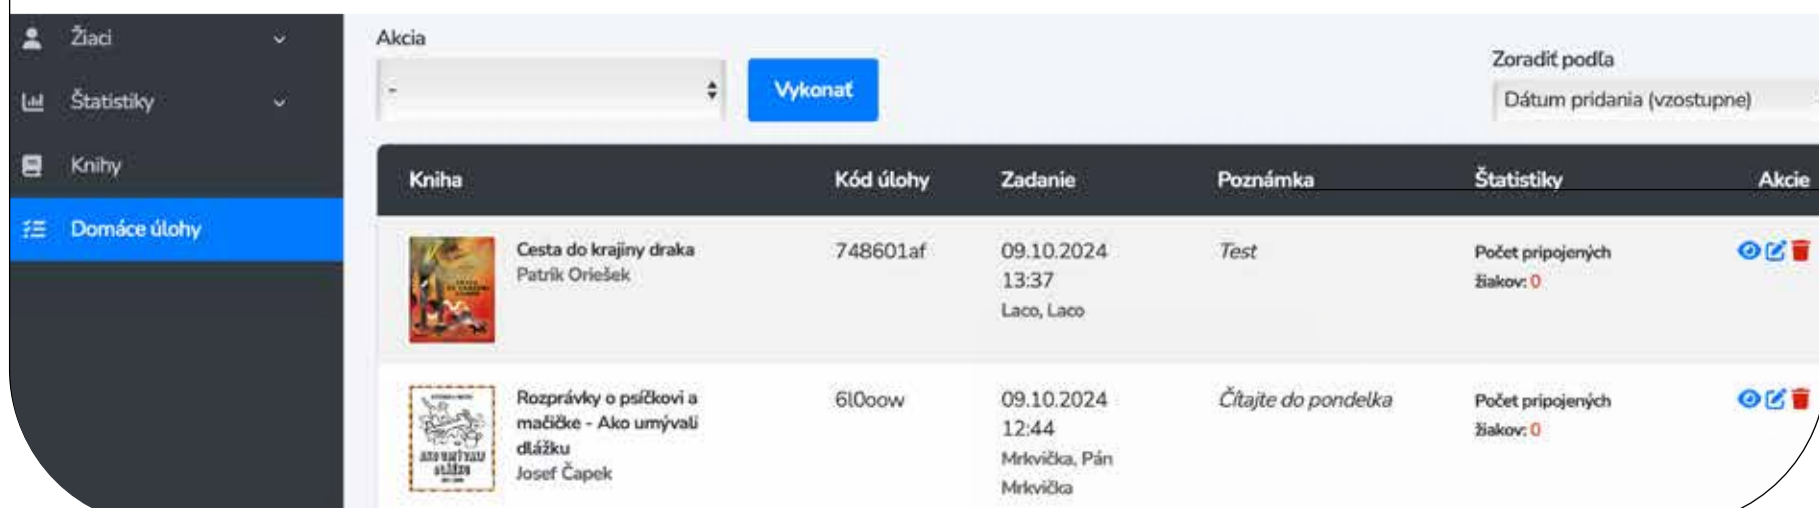 Žiaci
Štatistiky
Knihy
Domáce úlohy
Akcia
-
Vykonať
Zoradiť podľa
Dátum pridania (vzostupne)
Kniha Kód úlohy Zadanie Poznámka Štatistiky Akcie
Cesta do krajiny draka
Patrik Oriešek
748601af
09.10.2024
13:37
Laco, Laco
Test
Počet pripojených
žiakov: 0
Rozprávky o psíčkovi a
mačičke - Ako umývali
dlážku
Josef Čapek
6l0oow
09.10.2024
12:44
Mrkvička, Pán
Mrkvička
Čítajte do pondelka
Počet pripojených
žiakov: 0